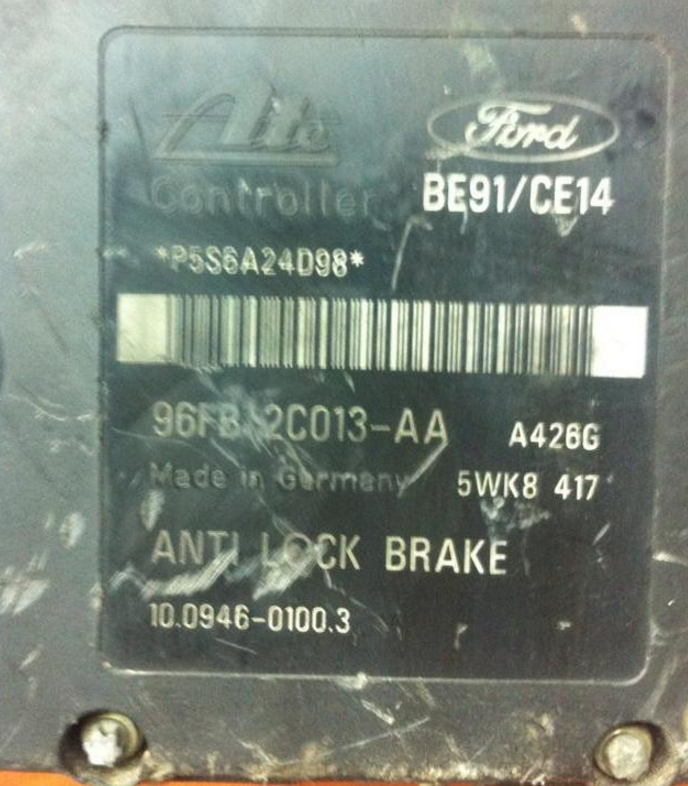 Ate Ford
Controller BE91/CE14
*P5S6A24D98*
96FB-2C013-AA A426G
Made in Germany 5WK8 417
ANTI LOCK BRAKE
10.0946-0100.3